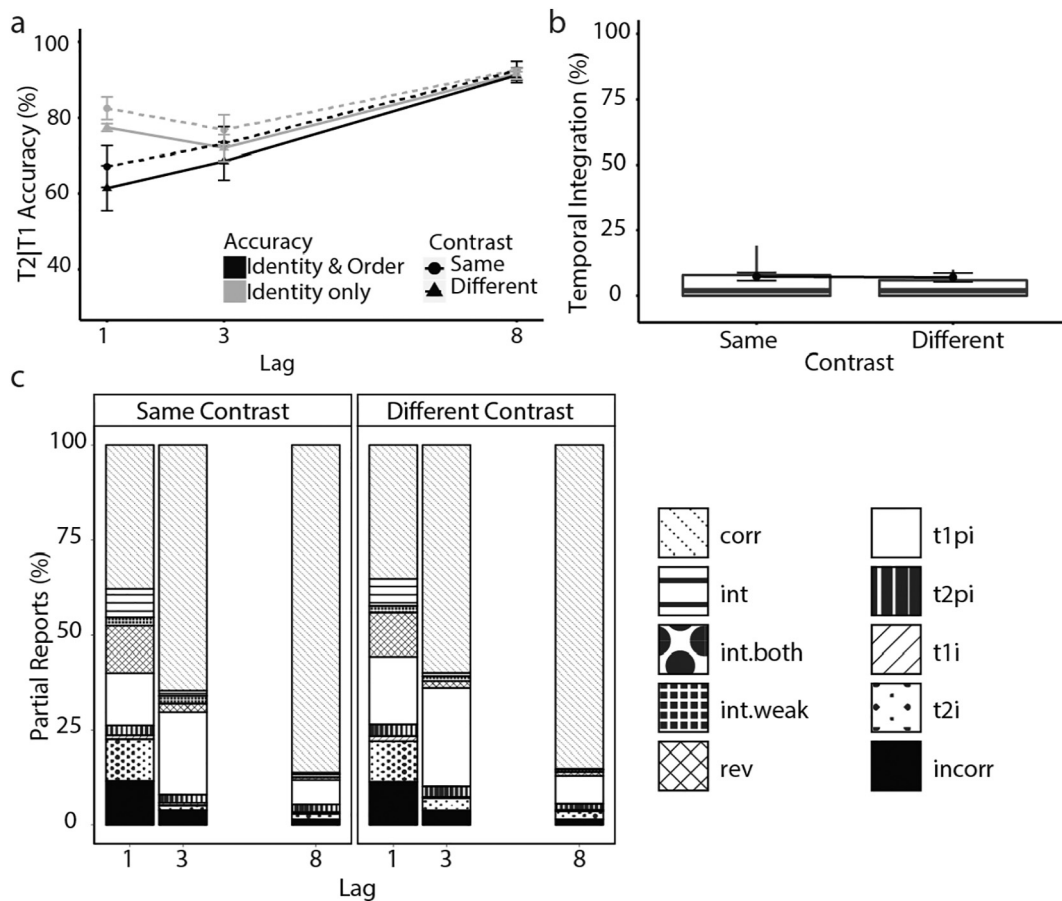 a
T2|T1 Accuracy (%)
100
80
60
40
Accuracy
Identity & Order
Identity only
Contrast
Same
Different
1
3
8
Lag
b
Temporal Integration (%)
100
75
50
25
0
Same
Different
Contrast
c
Same Contrast
Different Contrast
Partial Reports (%)
100
75
50
25
0
1
3
8
1
3
8
Lag
corr
int
int.both
int.weak
rev
t1pi
t2pi
t1i
t2i
incorr